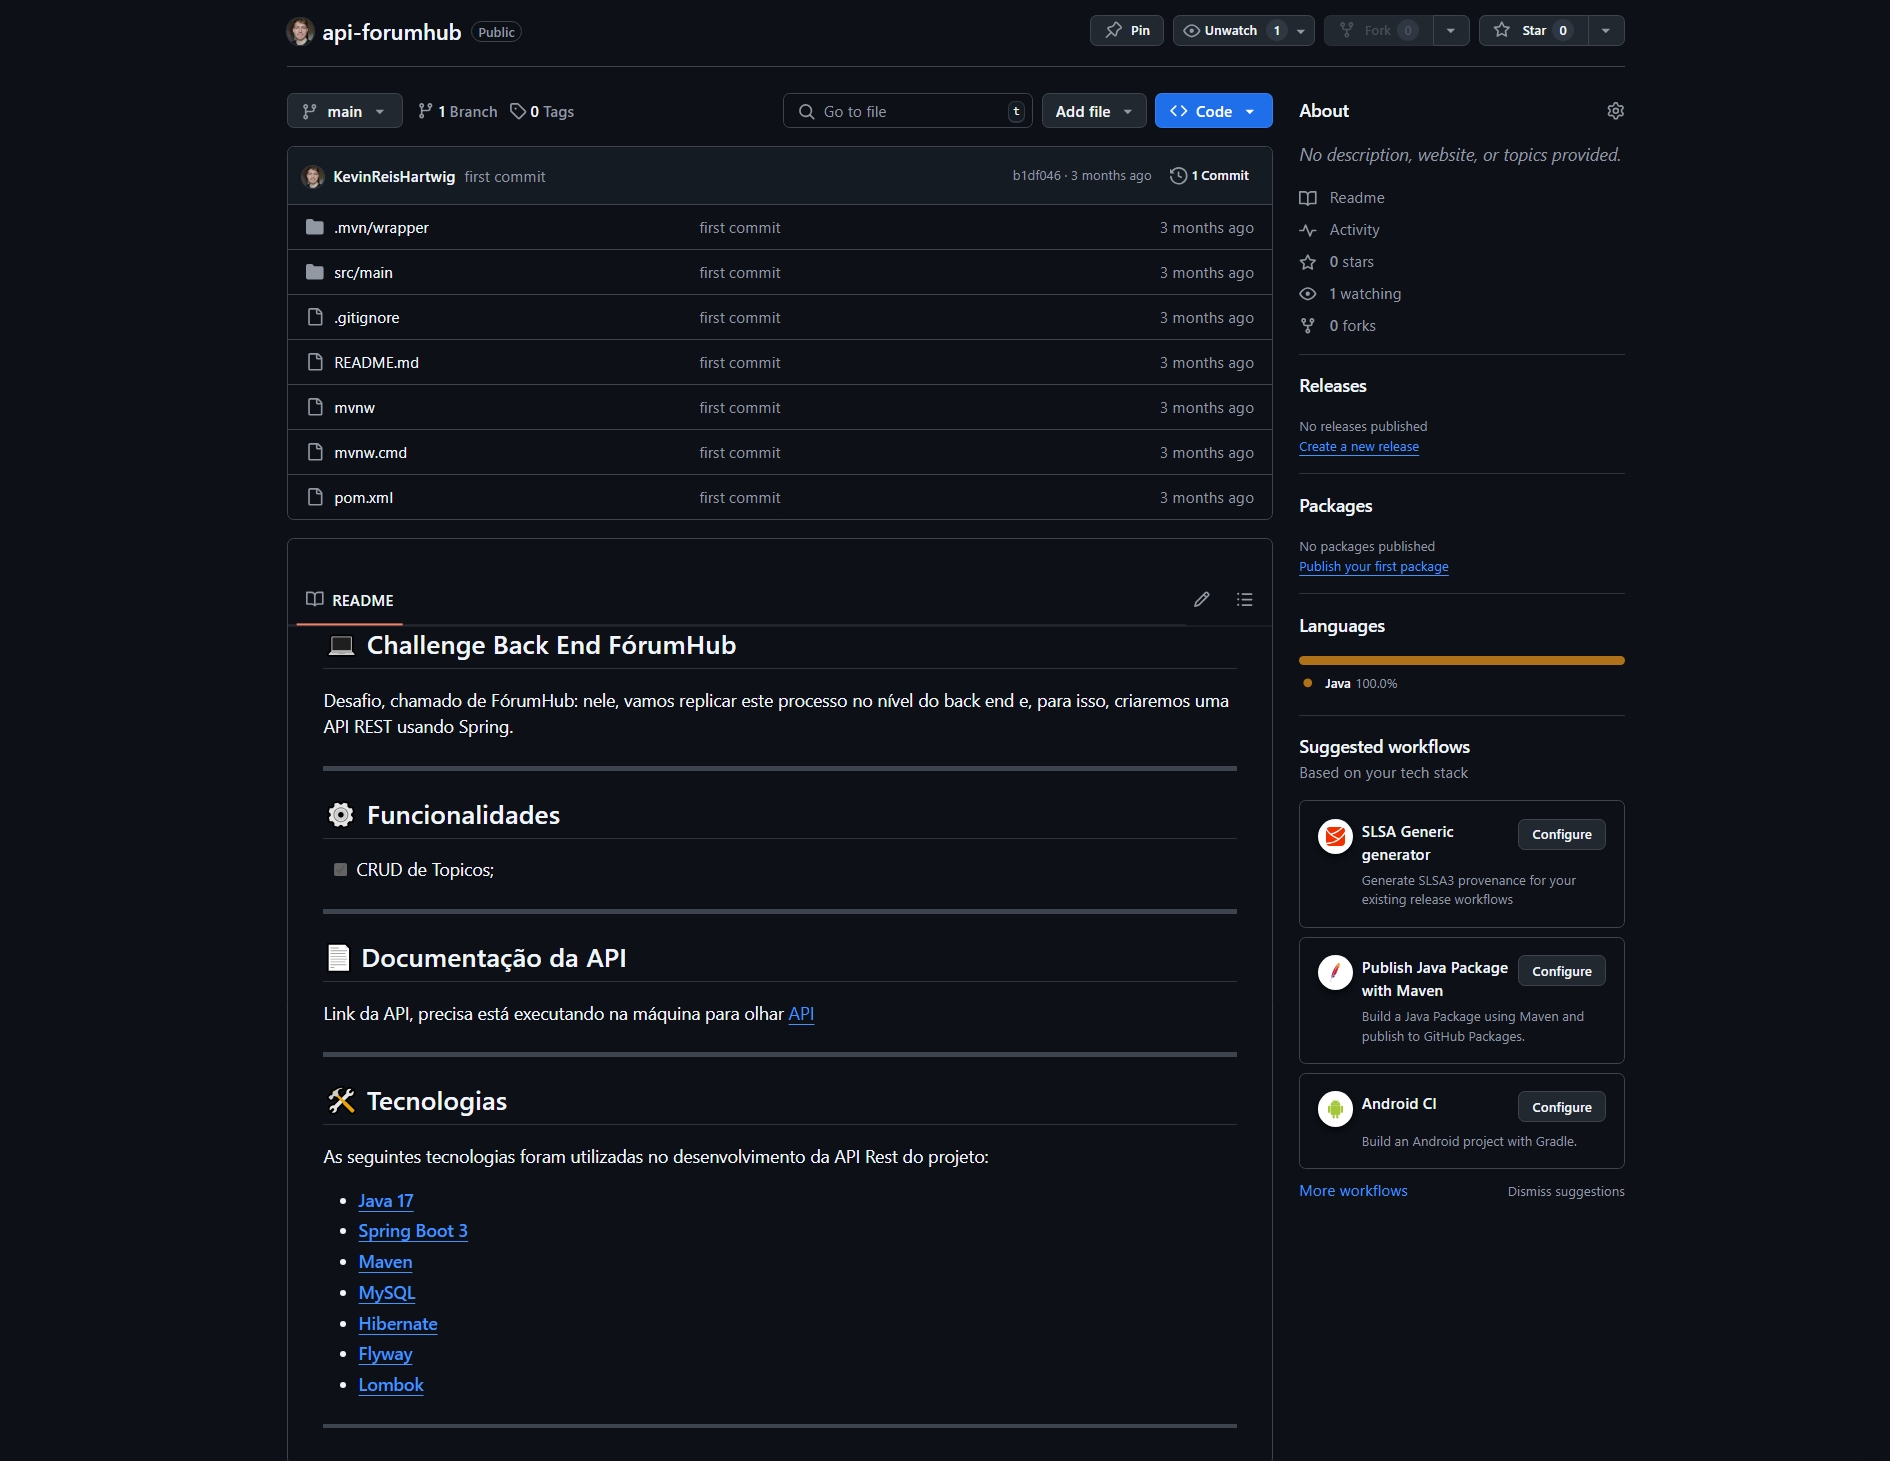 api-forumhub Public Pin Unwatch 1 Fork 0 Star 0
main 1 Branch 0 Tags Go to file t Add file Code
KevinReisHartwig first commit b1df046 · 3 months ago 1 Commit
.mvn/wrapper first commit 3 months ago
src/main first commit 3 months ago
.gitignore first commit 3 months ago
README.md first commit 3 months ago
mvnw first commit 3 months ago
mvnw.cmd first commit 3 months ago
pom.xml first commit 3 months ago
README
Challenge Back End FórumHub
Desafio, chamado de FórumHub: nele, vamos replicar este processo no nível do back end e, para isso, criaremos uma
API REST usando Spring.
Funcionalidades
CRUD de Topicos;
Documentação da API
Link da API, precisa está executando na máquina para olhar API
Tecnologias
As seguintes tecnologias foram utilizadas no desenvolvimento da API Rest do projeto:
Java 17
Spring Boot 3
Maven
MySQL
Hibernate
Flyway
Lombok
About
No description, website, or topics provided.
Readme
Activity
0 stars
1 watching
0 forks
Releases
No releases published
Create a new release
Packages
No packages published
Publish your first package
Languages
Java 100.0%
Suggested workflows
Based on your tech stack
SLSA Generic
generator
Configure
Generate SLSA3 provenance for your
existing release workflows
Publish Java Package
with Maven
Configure
Build a Java Package using Maven and
publish to GitHub Packages.
Android CI
Configure
Build an Android project with Gradle.
More workflows Dismiss suggestions